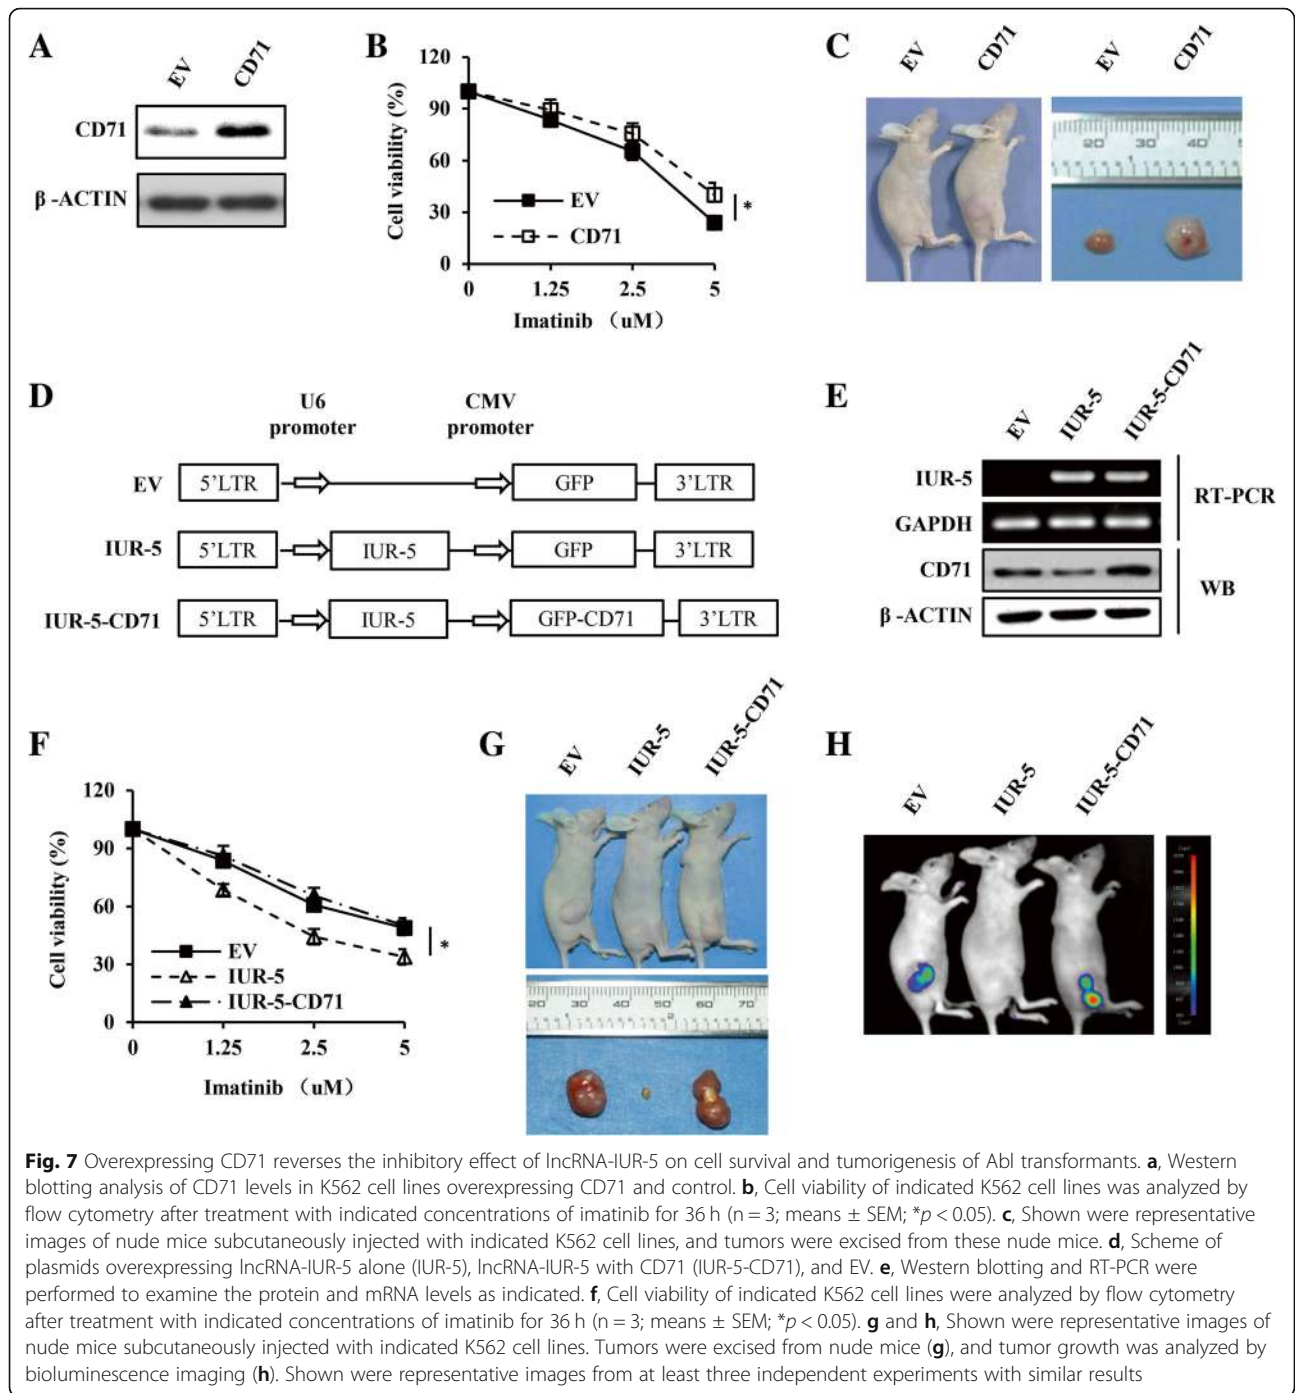 A
EV
CD71
CD71
β-ACTIN
B
120
90
60
30
0
Cell viability (%)
EV
CD71
*
0
1.25
2.5
5
Imatinib （uM）
C
EV
CD71
EV
CD71
20
30
40
5
1
D
U6
promoter
CMV
promoter
EV
5’LTR
GFP
3’LTR
IUR-5
5’LTR
IUR-5
GFP
3’LTR
IUR-5-CD71
5’LTR
IUR-5
GFP-CD71
3’LTR
E
EV
IUR-5
IUR-5-CD71
IUR-5
GAPDH
RT-PCR
CD71
β-ACTIN
WB
F
120
90
60
30
0
Cell viability (%)
EV
IUR-5
IUR-5-CD71
*
0
1.25
2.5
5
Imatinib （uM）
G
EV
IUR-5
IUR-5-CD71
20
30
40
50
60
70
1
2
H
EV
IUR-5
IUR-5-CD71
Fig. 7 Overexpressing CD71 reverses the inhibitory effect of lncRNA-IUR-5 on cell survival and tumorigenesis of Abl transformants. a, Western
blotting analysis of CD71 levels in K562 cell lines overexpressing CD71 and control. b, Cell viability of indicated K562 cell lines was analyzed by
flow cytometry after treatment with indicated concentrations of imatinib for 36 h (n = 3; means ± SEM; *p < 0.05). c, Shown were representative
images of nude mice subcutaneously injected with indicated K562 cell lines, and tumors were excised from these nude mice. d, Scheme of
plasmids overexpressing lncRNA-IUR-5 alone (IUR-5), lncRNA-IUR-5 with CD71 (IUR-5-CD71), and EV. e, Western blotting and RT-PCR were
performed to examine the protein and mRNA levels as indicated. f, Cell viability of indicated K562 cell lines were analyzed by flow cytometry
after treatment with indicated concentrations of imatinib for 36 h (n = 3; means ± SEM; *p < 0.05). g and h, Shown were representative images of
nude mice subcutaneously injected with indicated K562 cell lines. Tumors were excised from nude mice (g), and tumor growth was analyzed by
bioluminescence imaging (h). Shown were representative images from at least three independent experiments with similar results